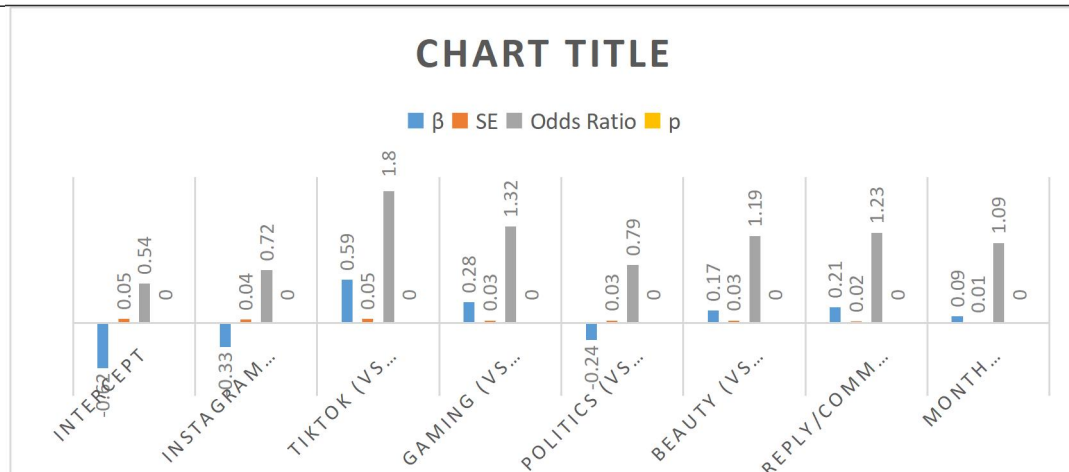 CHART TITLE
β SE Odds Ratio p
-0.62 0.05 0.54 0
-0.33 0.04 0.72 0
0.59 0.05 1.8 0
0.28 0.03 1.32 0
-0.24 0.03 0.79 0
0.17 0.03 1.19 0
0.21 0.02 1.23 0
0.09 0.01 1.09 0
INTERCEPT
INSTAGRAM…
TIKTOK (VS…
GAMING (VS…
POLITICS (VS…
BEAUTY (VS…
REPLY/COMM…
MONTH…